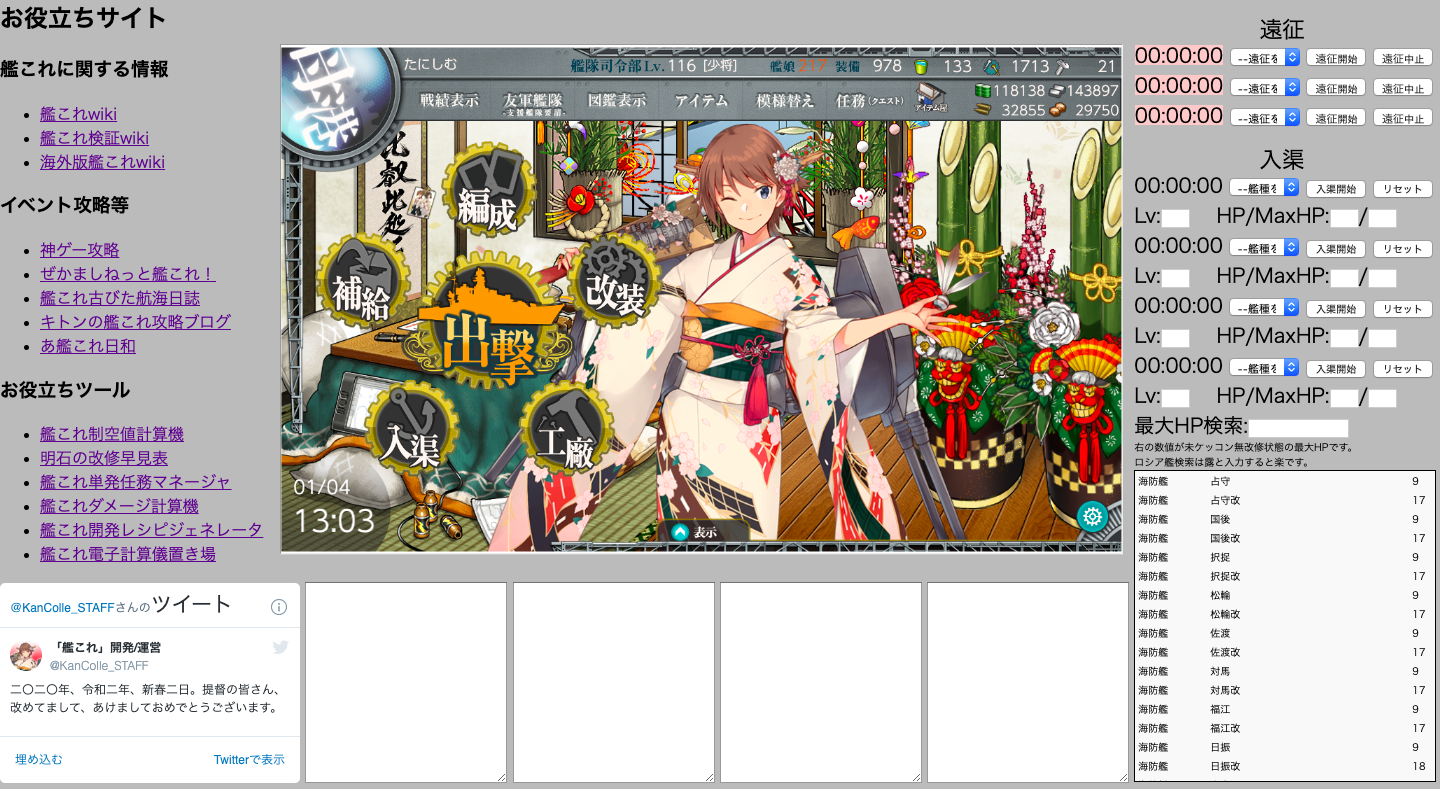 お役立ちサイト
艦これに関する情報
艦これwiki
艦これ検証wiki
海外版艦これwiki
イベント攻略等
神ゲー攻略
ぜかましねっと艦これ！
艦これ古びた航海日誌
キトンの艦これ攻略ブログ
あ艦これ日和
お役立ちツール
艦これ制空値計算機
明石の改修早見表
艦これ単発任務マネージャ
艦これダメージ計算機
艦これ開発レシピジェネレータ
艦これ電子計算儀置き場
たにしむ
艦隊司令部Lv.116 [少将]
艦娘 217 装備 978 133 1713 21
戦績表示 友軍艦隊 図鑑表示 アイテム 模様替え 任務(クエスト) アイテム屋
-支援艦隊要請-
118138 143897
32855 29750
編成
補給
改装
出撃
入渠
工廠
01/04
13:03
表示
遠征
00:00:00 --遠征を 遠征開始 遠征中止
00:00:00 --遠征を 遠征開始 遠征中止
00:00:00 --遠征を 遠征開始 遠征中止
入渠
00:00:00 --艦種を 入渠開始 リセット
Lv: HP/MaxHP: /
00:00:00 --艦種を 入渠開始 リセット
Lv: HP/MaxHP: /
00:00:00 --艦種を 入渠開始 リセット
Lv: HP/MaxHP: /
00:00:00 --艦種を 入渠開始 リセット
Lv: HP/MaxHP: /
最大HP検索:
右の数値が未ケッコン無改修状態の最大HPです。
ロシア艦検索は露と入力すると楽です。
海防艦 占守 9
海防艦 占守改 17
海防艦 国後 9
海防艦 国後改 17
海防艦 択捉 9
海防艦 択捉改 17
海防艦 松輪 9
海防艦 松輪改 17
海防艦 佐渡 9
海防艦 佐渡改 17
海防艦 対馬 9
海防艦 対馬改 17
海防艦 福江 9
海防艦 福江改 17
海防艦 日振 9
海防艦 日振改 18
@KanColle_STAFFさんのツイート
「艦これ」開発/運営
@KanColle_STAFF
二〇二〇年、令和二年、新春二日。提督の皆さん、
改めてまして、あけましておめでとうございます。
埋め込む Twitterで表示